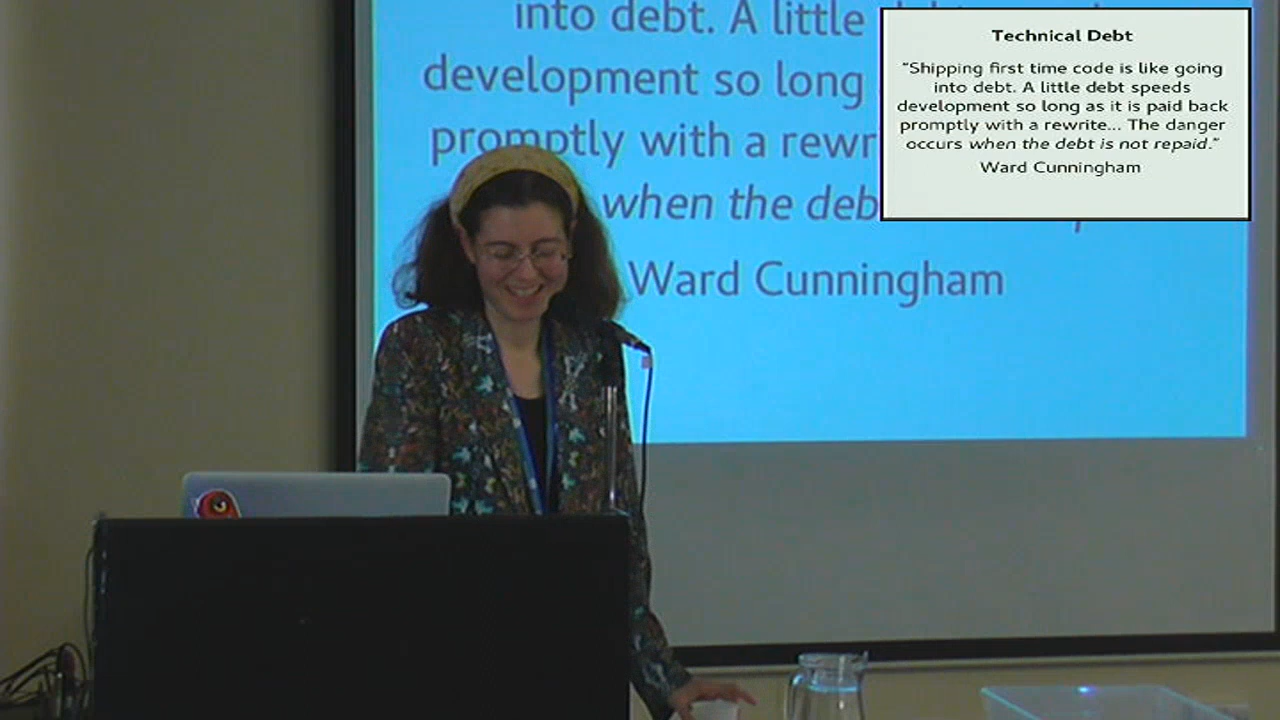 into debt. A little
development so long
promptly with a rewr
when the deb
Ward Cunningham
Technical Debt
“Shipping first time code is like going
into debt. A little debt speeds
development so long as it is paid back
promptly with a rewrite... The danger
occurs when the debt is not repaid.”
Ward Cunningham